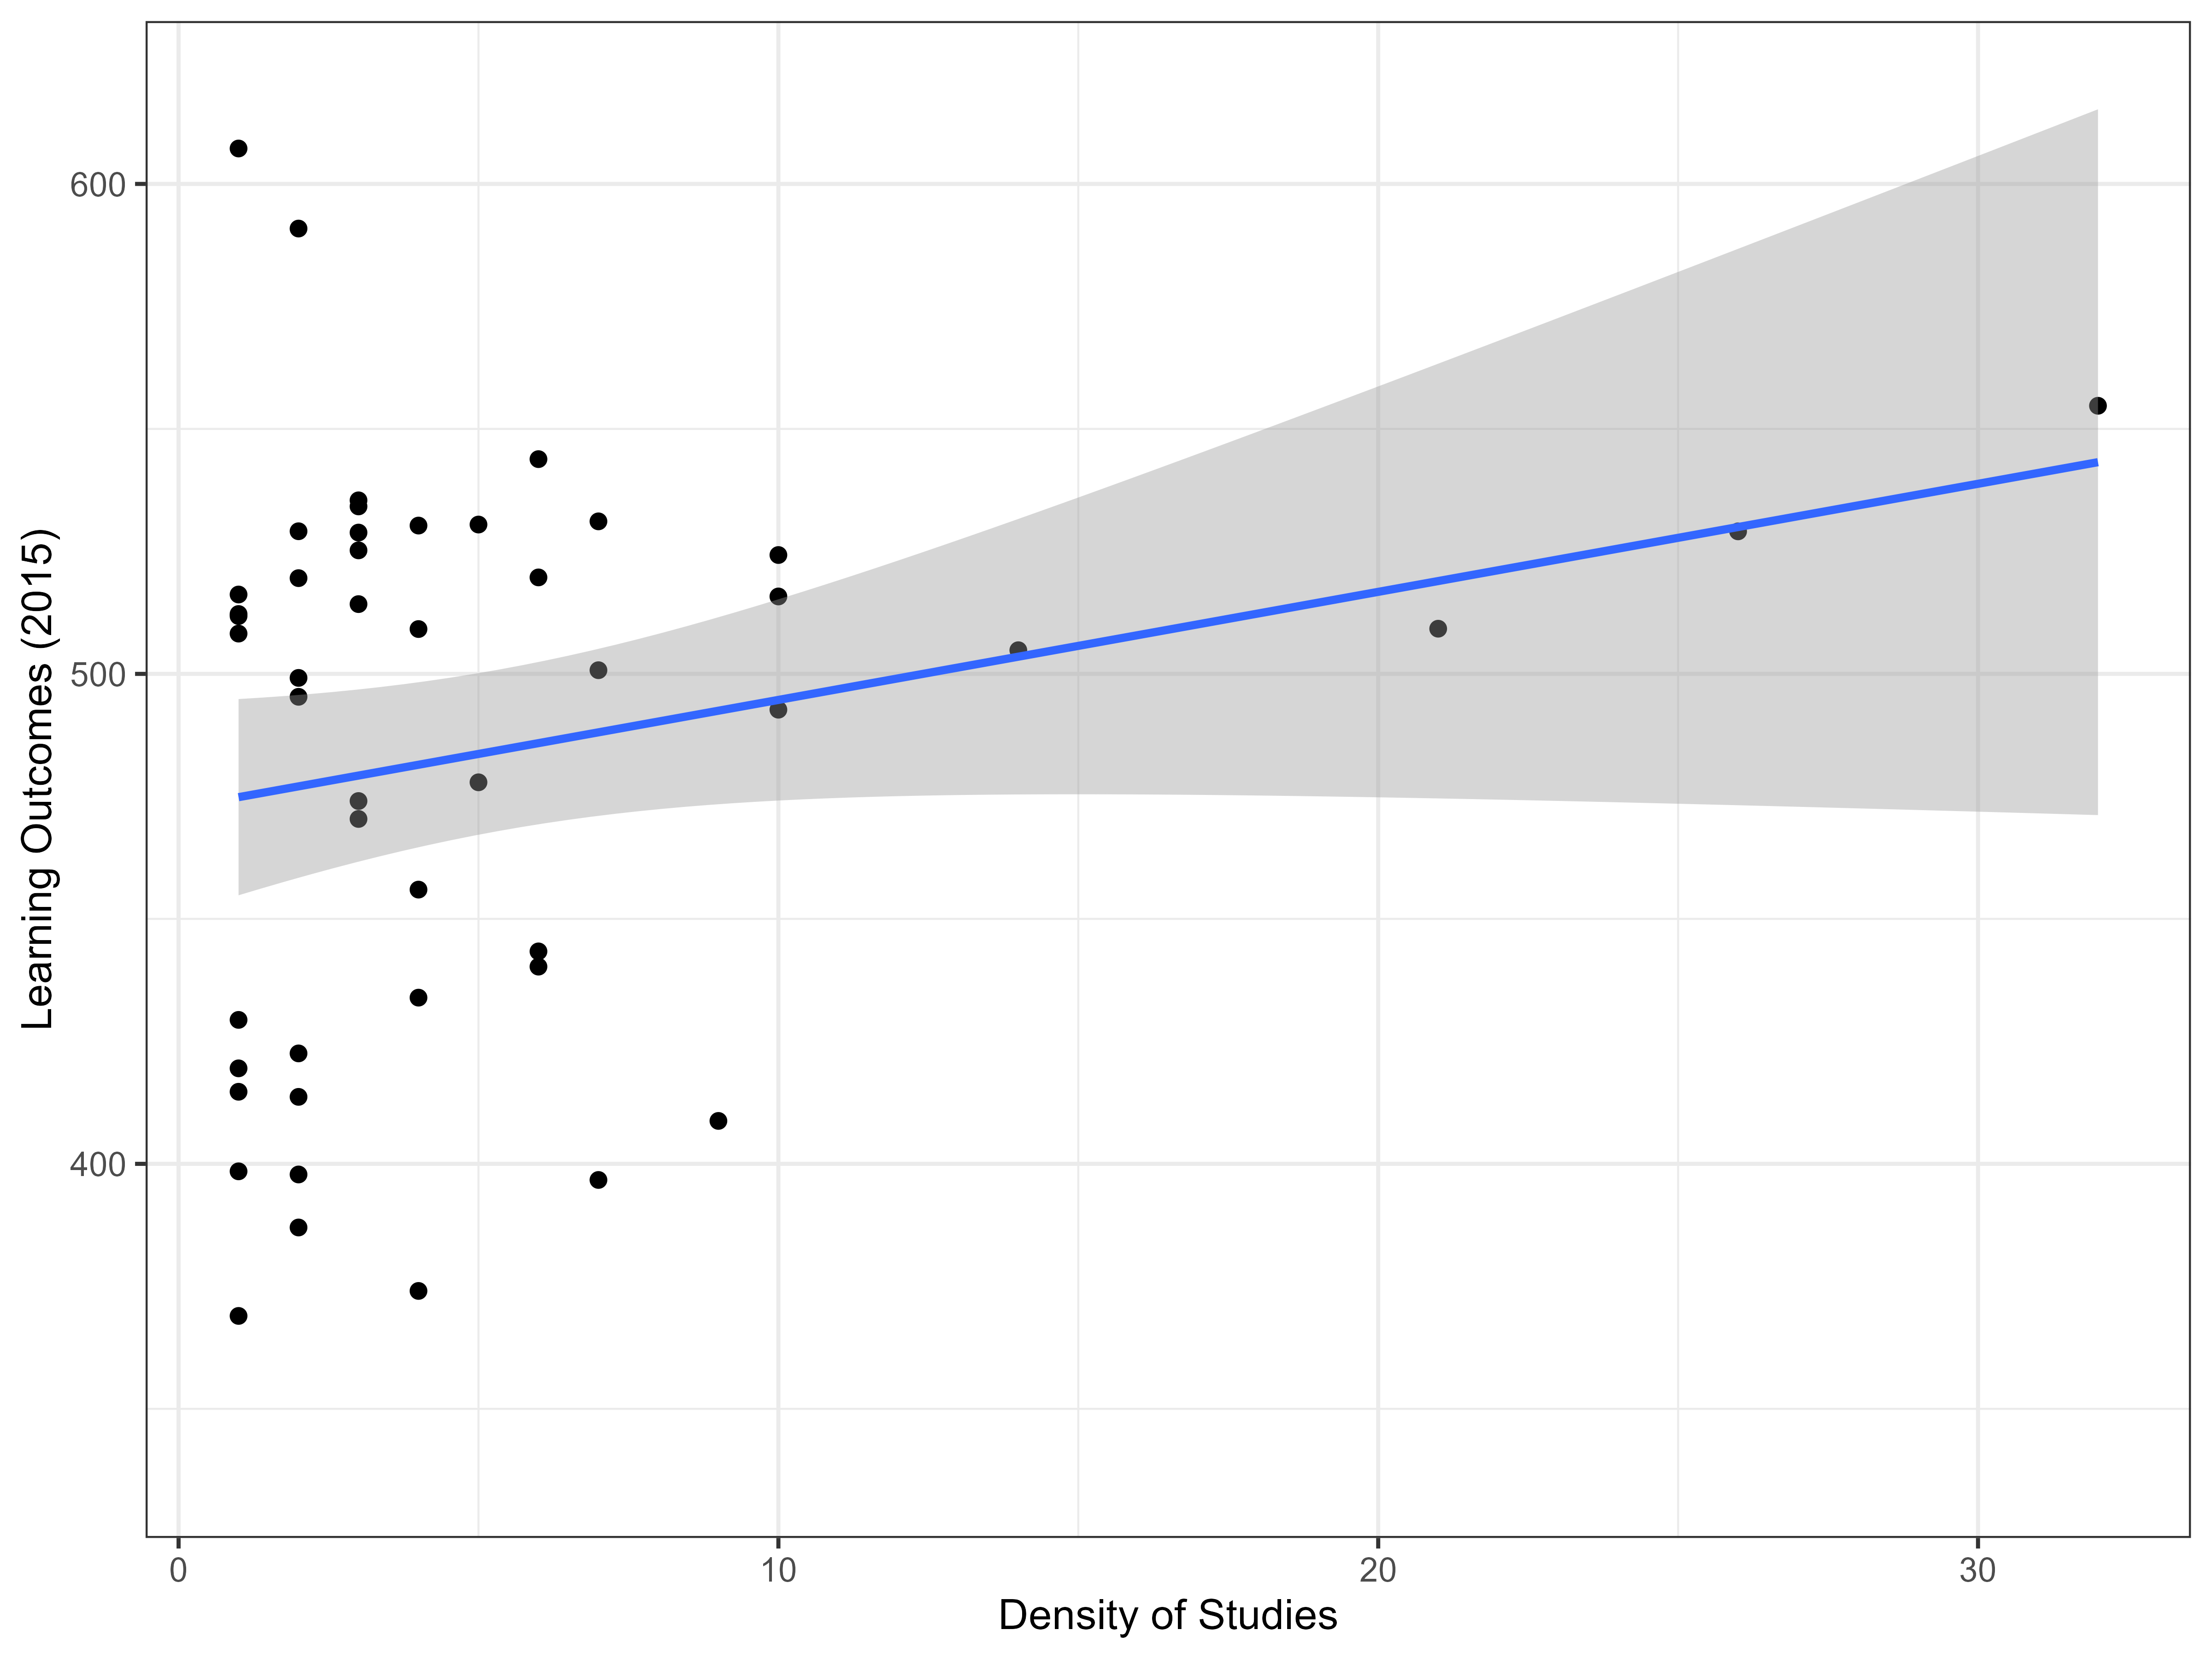 Learning Outcomes (2015)
600
500
400
0 10 20 30
Density of Studies